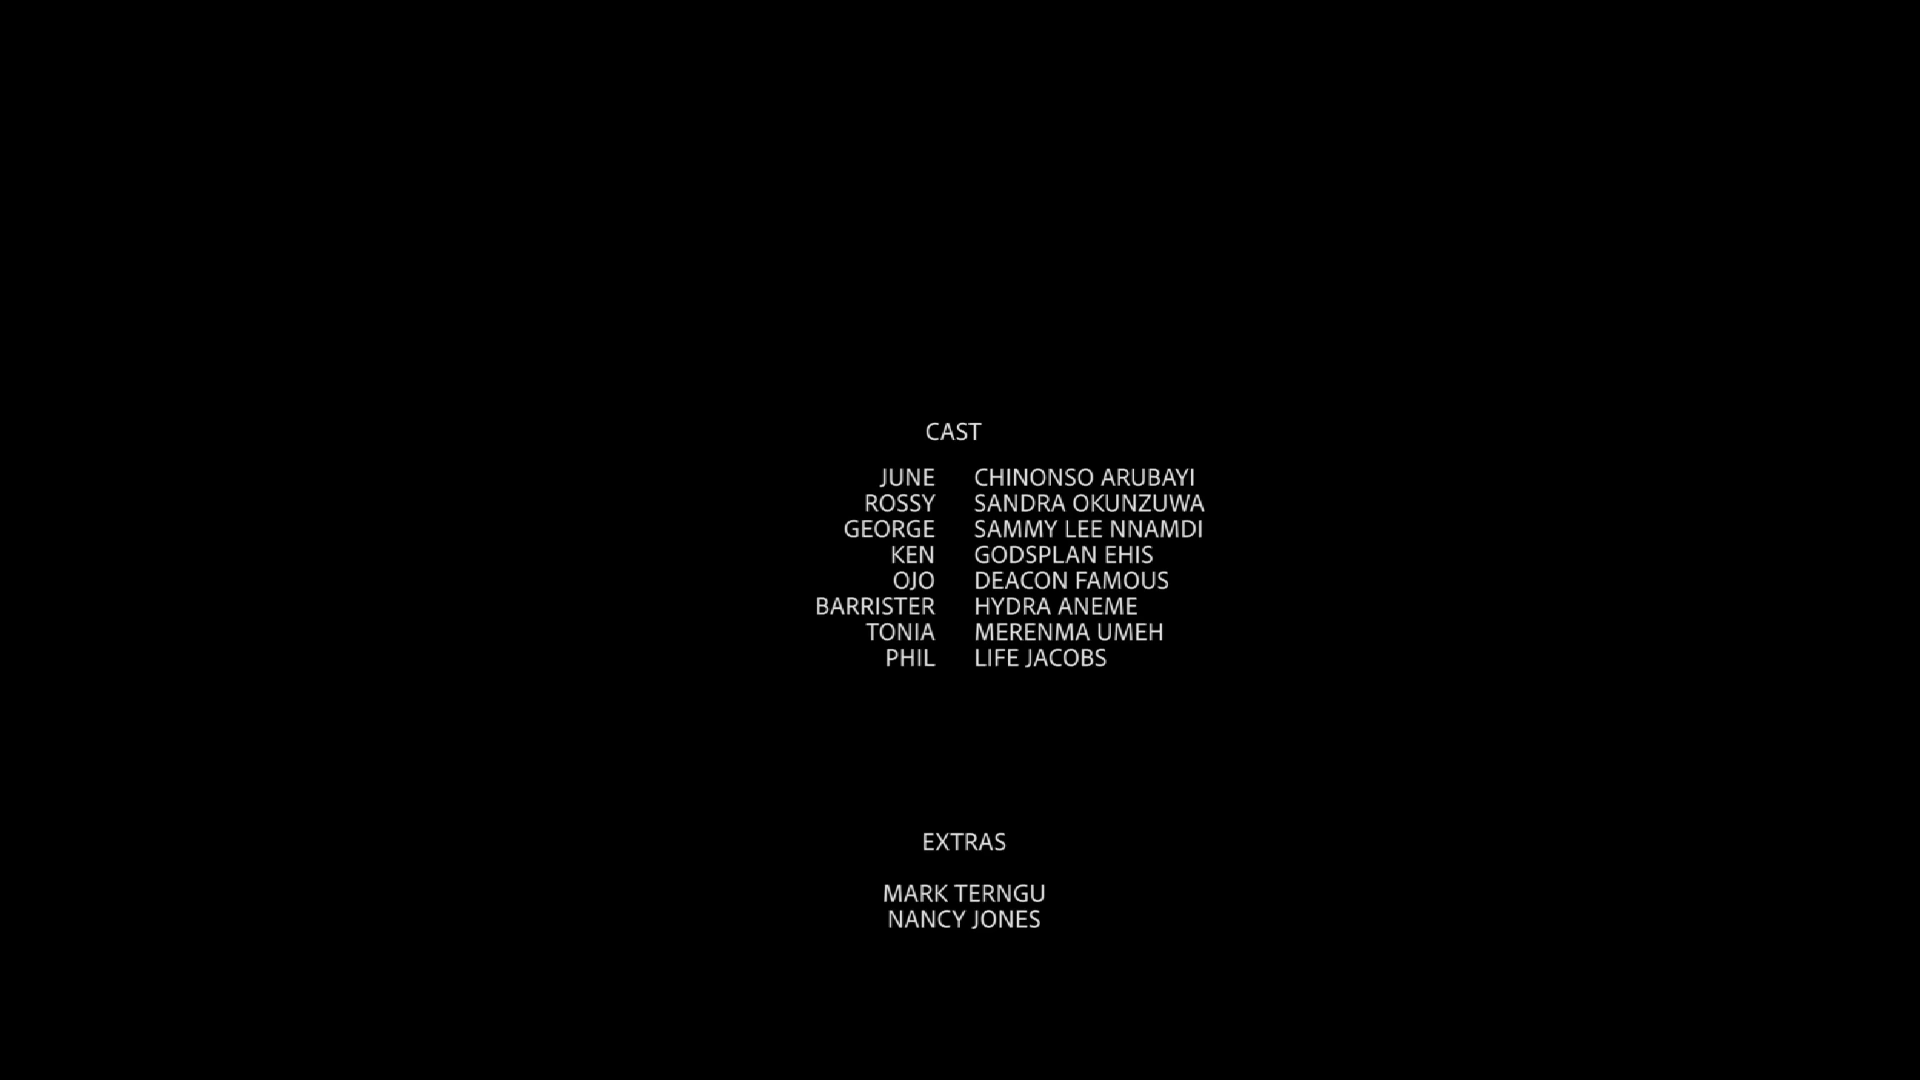 CAST
JUNE CHINONSO ARUBAYI
ROSSY SANDRA OKUNZUWA
GEORGE SAMMY LEE NNAMDI
KEN GODSPLAN EHIS
OJO DEACON FAMOUS
BARRISTER HYDRA ANEME
TONIA MERENMA UMEH
PHIL LIFE JACOBS
EXTRAS
MARK TERNGU
NANCY JONES